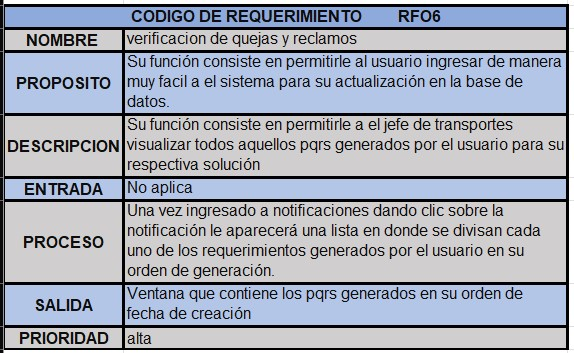 CODIGO DE REQUERIMIENTO RFO6
NOMBRE verificacion de quejas y reclamos
PROPOSITO Su función consiste en permitirle al usuario ingresar de manera
muy facil a el sistema para su actualización en la base de
datos.
DESCRIPCION Su función consiste en permitirle a el jefe de transportes
visualizar todos aquellos pqrs generados por el usuario para su
respectiva solución
ENTRADA No aplica
PROCESO Una vez ingresado a notificaciones dando clic sobre la
notificación le aparecerá una lista en donde se divisan cada
uno de los requerimientos generados por el usuario en su
orden de generación.
SALIDA Ventana que contiene los pqrs generados en su orden de
fecha de creación
PRIORIDAD alta